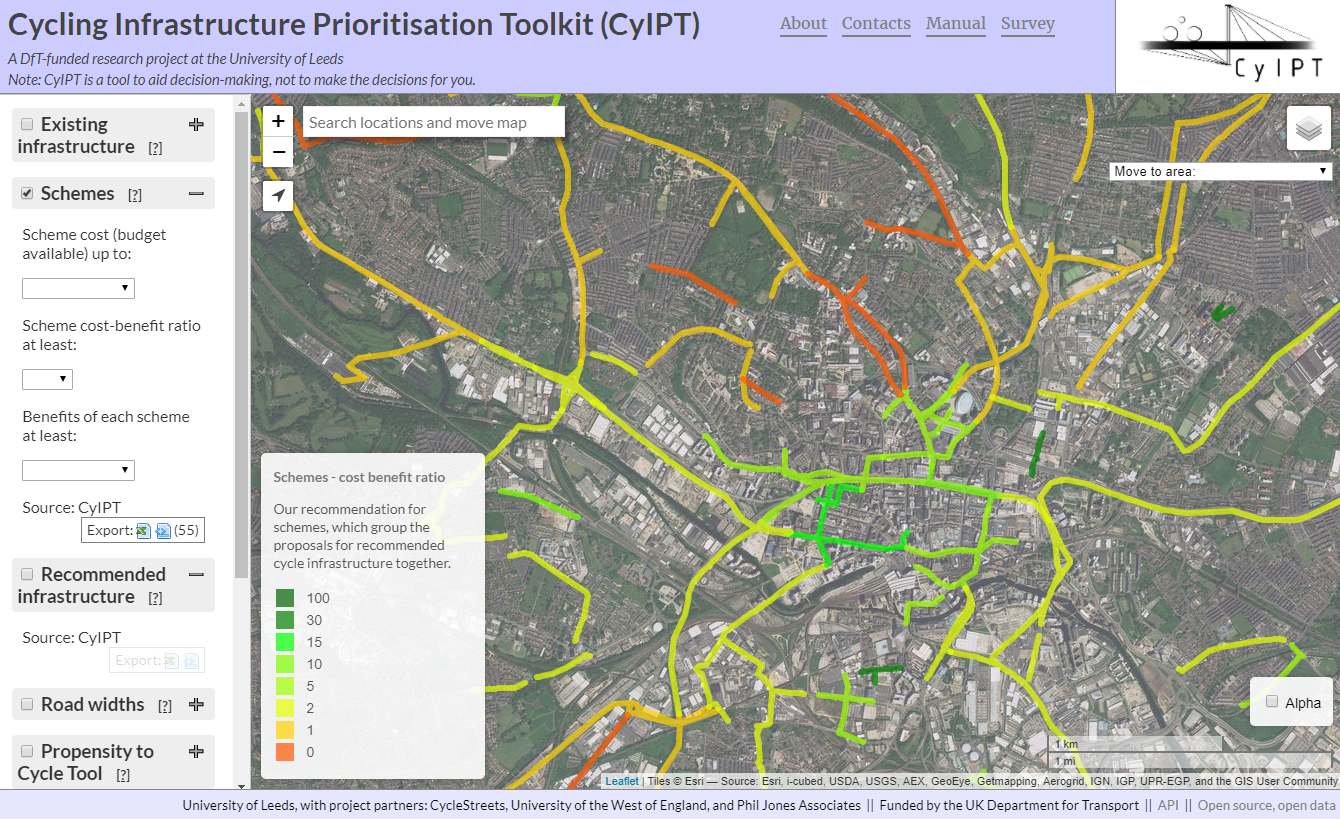 Cycling Infrastructure Prioritisation Toolkit (CyIPT)
A DfT-funded research project at the University of Leeds
Note: CyIPT is a tool to aid decision-making, not to make the decisions for you.
About Contacts Manual Survey
CyIPT
Existing
infrastructure [?]
Schemes [?]
Scheme cost (budget
available) up to:
Scheme cost-benefit ratio
at least:
Benefits of each scheme
at least:
Source: CyIPT
Export: (55)
Recommended
infrastructure [?]
Source: CyIPT
Export:
Road widths [?]
Propensity to
Cycle Tool [?]
+
−
Search locations and move map
Move to area:
Schemes - cost benefit ratio
Our recommendation for
schemes, which group the
proposals for recommended
cycle infrastructure together.
100
30
15
10
5
2
1
0
Alpha
1 km
1 mi
Leaflet | Tiles © Esri — Source: Esri, i-cubed, USDA, USGS, AEX, GeoEye, Getmapping, Aerogrid, IGN, IGP, UPR-EGP, and the GIS User Community
University of Leeds, with project partners: CycleStreets, University of the West of England, and Phil Jones Associates || Funded by the UK Department for Transport || API || Open source, open data